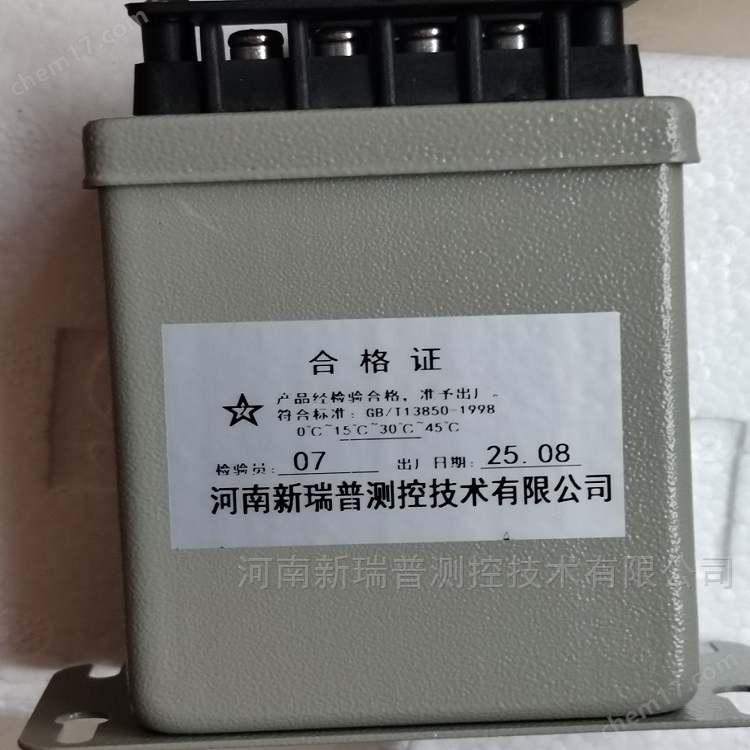 合格证
产品经检验合格，准予出厂。
符合标准：GB/T13850-1998
0℃~15℃~30℃~45℃
检验员：07 出厂日期：25.08
河南新瑞普测控技术有限公司
河南新瑞普测控技术有限公司
chem17.com
chem17.com